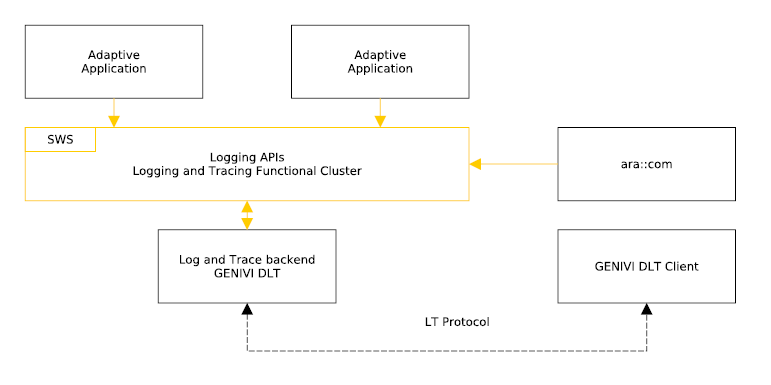 Adaptive
Application
Adaptive
Application
SWS
Logging APIs
Logging and Tracing Functional Cluster
ara::com
Log and Trace backend
GENIVI DLT
GENIVI DLT Client
LT Protocol